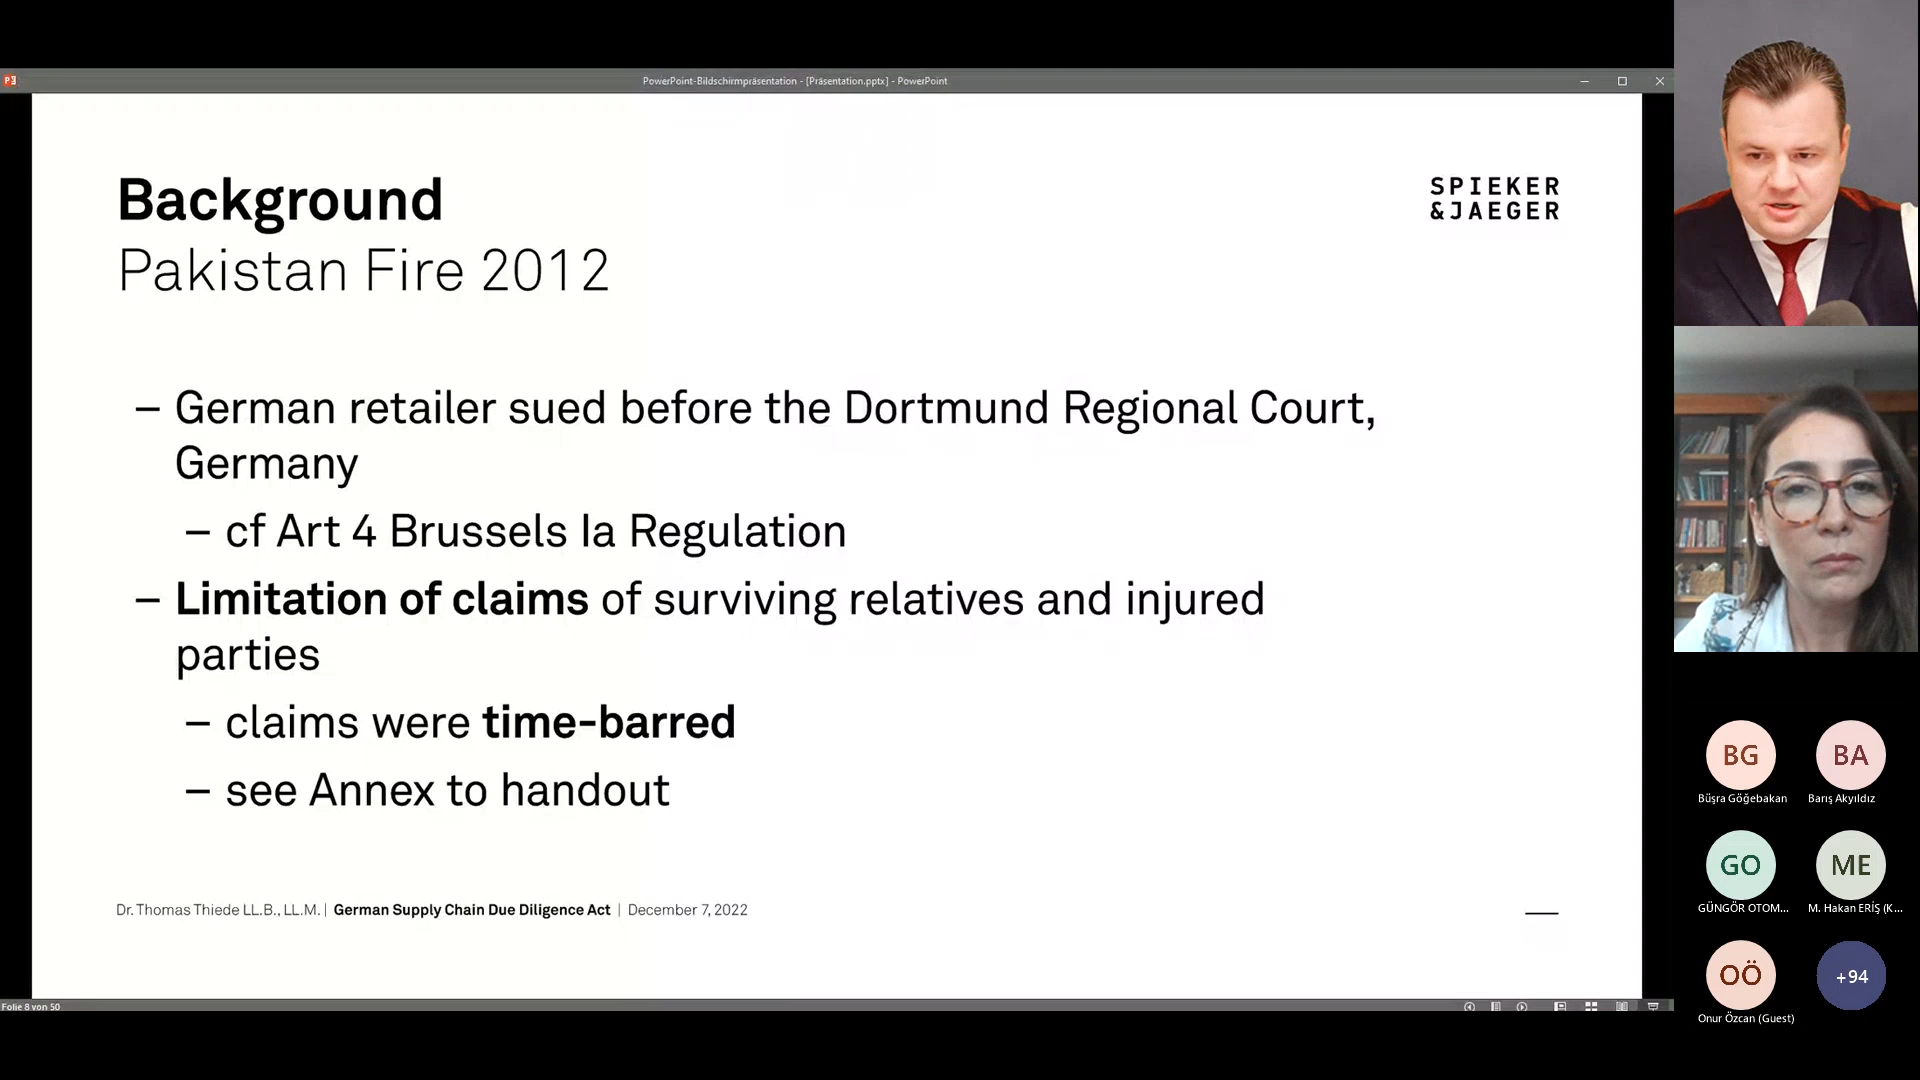 PowerPoint-Bildschirmpräsentation - [Präsentation.pptx] - PowerPoint
Background
Pakistan Fire 2012
SPIEKER
&JAEGER
– German retailer sued before the Dortmund Regional Court,
Germany
– cf Art 4 Brussels Ia Regulation
– Limitation of claims of surviving relatives and injured
parties
– claims were time-barred
– see Annex to handout
Dr. Thomas Thiede LL.B., LL.M. | German Supply Chain Due Diligence Act | December 7, 2022
Folie 8 von 50
BG
BA
Büşra Göğebakan
Barış Akyıldız
GO
ME
GÜNGÖR OTOM...
M. Hakan ERİŞ (K...
OÖ
+94
Onur Özcan (Guest)